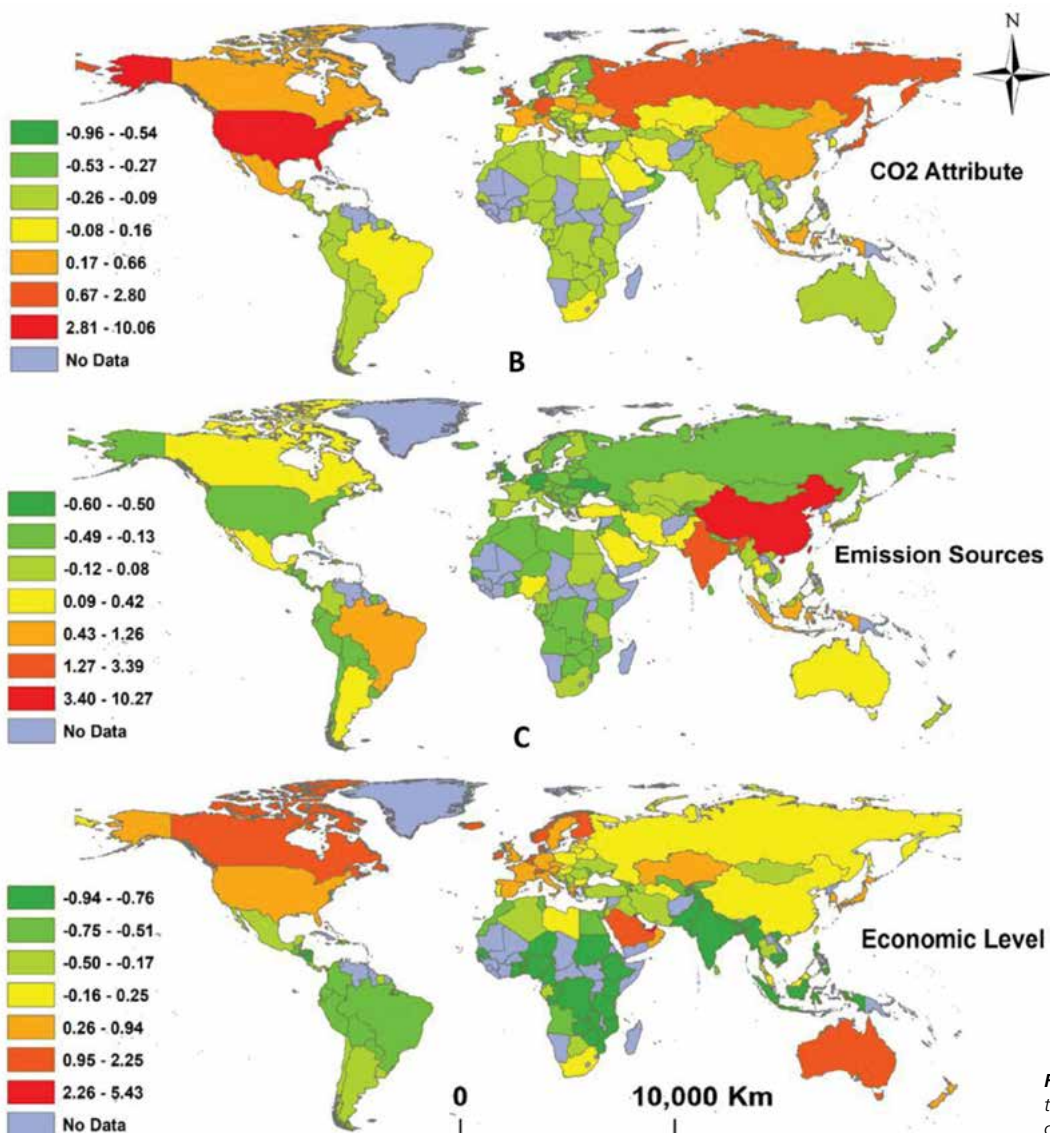 N
-0.96 - -0.54
-0.53 - -0.27
-0.26 - -0.09
-0.08 - 0.16
0.17 - 0.66
0.67 - 2.80
2.81 - 10.06
No Data
CO2 Attribute
B
-0.60 - -0.50
-0.49 - -0.13
-0.12 - 0.08
0.09 - 0.42
0.43 - 1.26
1.27 - 3.39
3.40 - 10.27
No Data
Emission Sources
C
-0.94 - -0.76
-0.75 - -0.51
-0.50 - -0.17
-0.16 - 0.25
0.26 - 0.94
0.95 - 2.25
2.26 - 5.43
No Data
Economic Level
0 10,000 Km